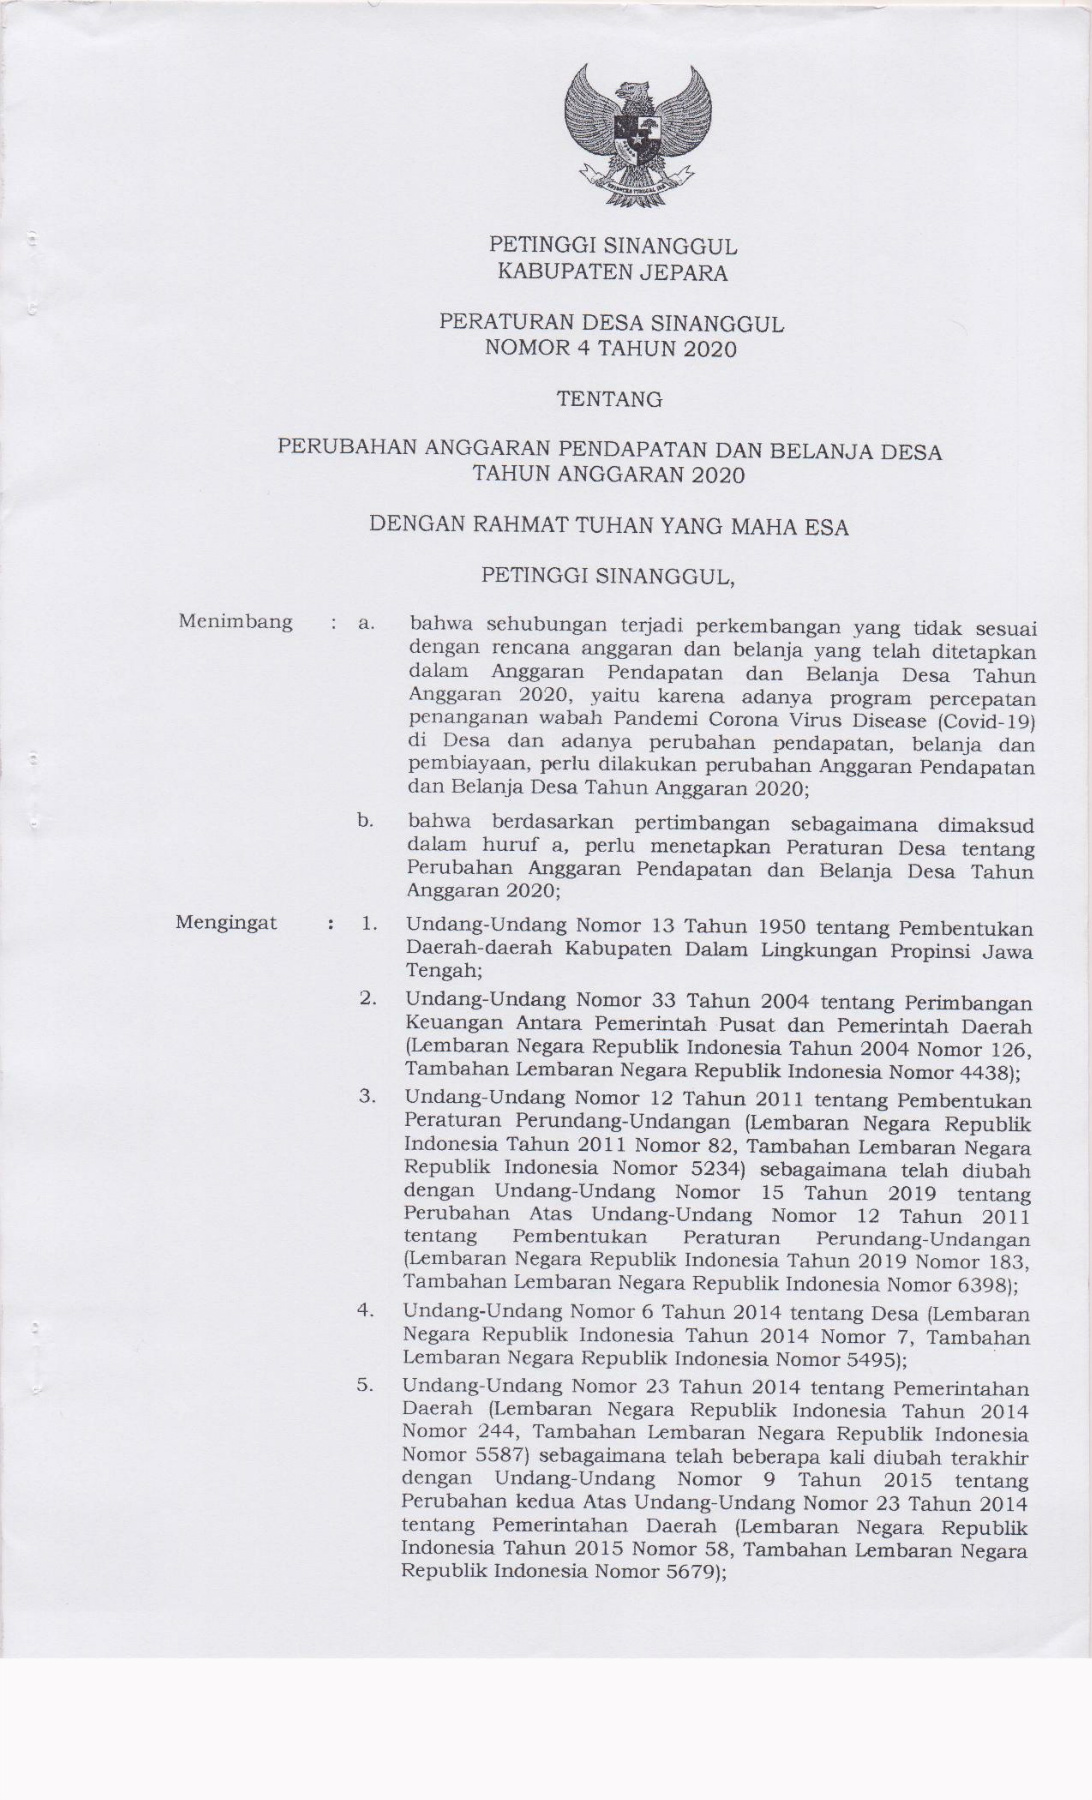 PETINGGI SINANGGUL
KABUPATEN JEPARA
PERATURAN DESA SINANGGUL
NOMOR 4 TAHUN 2020
TENTANG
PERUBAHAN ANGGARAN PENDAPATAN DAN BELANJA DESA
TAHUN ANGGARAN 2020
DENGAN RAHMAT TUHAN YANG MAHA ESA
PETINGGI SINANGGUL,
Menimbang : a. bahwa sehubungan terjadi perkembangan yang tidak sesuai
dengan rencana anggaran dan belanja yang telah ditetapkan
dalam Anggaran Pendapatan dan Belanja Desa Tahun
Anggaran 2020, yaitu karena adanya program percepatan
penanganan wabah Pandemi Corona Virus Disease (Covid-19)
di Desa dan adanya perubahan pendapatan, belanja dan
pembiayaan, perlu dilakukan perubahan Anggaran Pendapatan
dan Belanja Desa Tahun Anggaran 2020;
b. bahwa berdasarkan pertimbangan sebagaimana dimaksud
dalam huruf a, perlu menetapkan Peraturan Desa tentang
Perubahan Anggaran Pendapatan dan Belanja Desa Tahun
Anggaran 2020;
Mengingat : 1. Undang-Undang Nomor 13 Tahun 1950 tentang Pembentukan
Daerah-daerah Kabupaten Dalam Lingkungan Propinsi Jawa
Tengah;
2. Undang-Undang Nomor 33 Tahun 2004 tentang Perimbangan
Keuangan Antara Pemerintah Pusat dan Pemerintah Daerah
(Lembaran Negara Republik Indonesia Tahun 2004 Nomor 126,
Tambahan Lembaran Negara Republik Indonesia Nomor 4438);
3. Undang-Undang Nomor 12 Tahun 2011 tentang Pembentukan
Peraturan Perundang-Undangan (Lembaran Negara Republik
Indonesia Tahun 2011 Nomor 82, Tambahan Lembaran Negara
Republik Indonesia Nomor 5234) sebagaimana telah diubah
dengan Undang-Undang Nomor 15 Tahun 2019 tentang
Perubahan Atas Undang-Undang Nomor 12 Tahun 2011
tentang Pembentukan Peraturan Perundang-Undangan
(Lembaran Negara Republik Indonesia Tahun 2019 Nomor 183,
Tambahan Lembaran Negara Republik Indonesia Nomor 6398);
4. Undang-Undang Nomor 6 Tahun 2014 tentang Desa (Lembaran
Negara Republik Indonesia Tahun 2014 Nomor 7, Tambahan
Lembaran Negara Republik Indonesia Nomor 5495);
5. Undang-Undang Nomor 23 Tahun 2014 tentang Pemerintahan
Daerah (Lembaran Negara Republik Indonesia Tahun 2014
Nomor 244, Tambahan Lembaran Negara Republik Indonesia
Nomor 5587) sebagaimana telah beberapa kali diubah terakhir
dengan Undang-Undang Nomor 9 Tahun 2015 tentang
Perubahan kedua Atas Undang-Undang Nomor 23 Tahun 2014
tentang Pemerintahan Daerah (Lembaran Negara Republik
Indonesia Tahun 2015 Nomor 58, Tambahan Lembaran Negara
Republik Indonesia Nomor 5679);